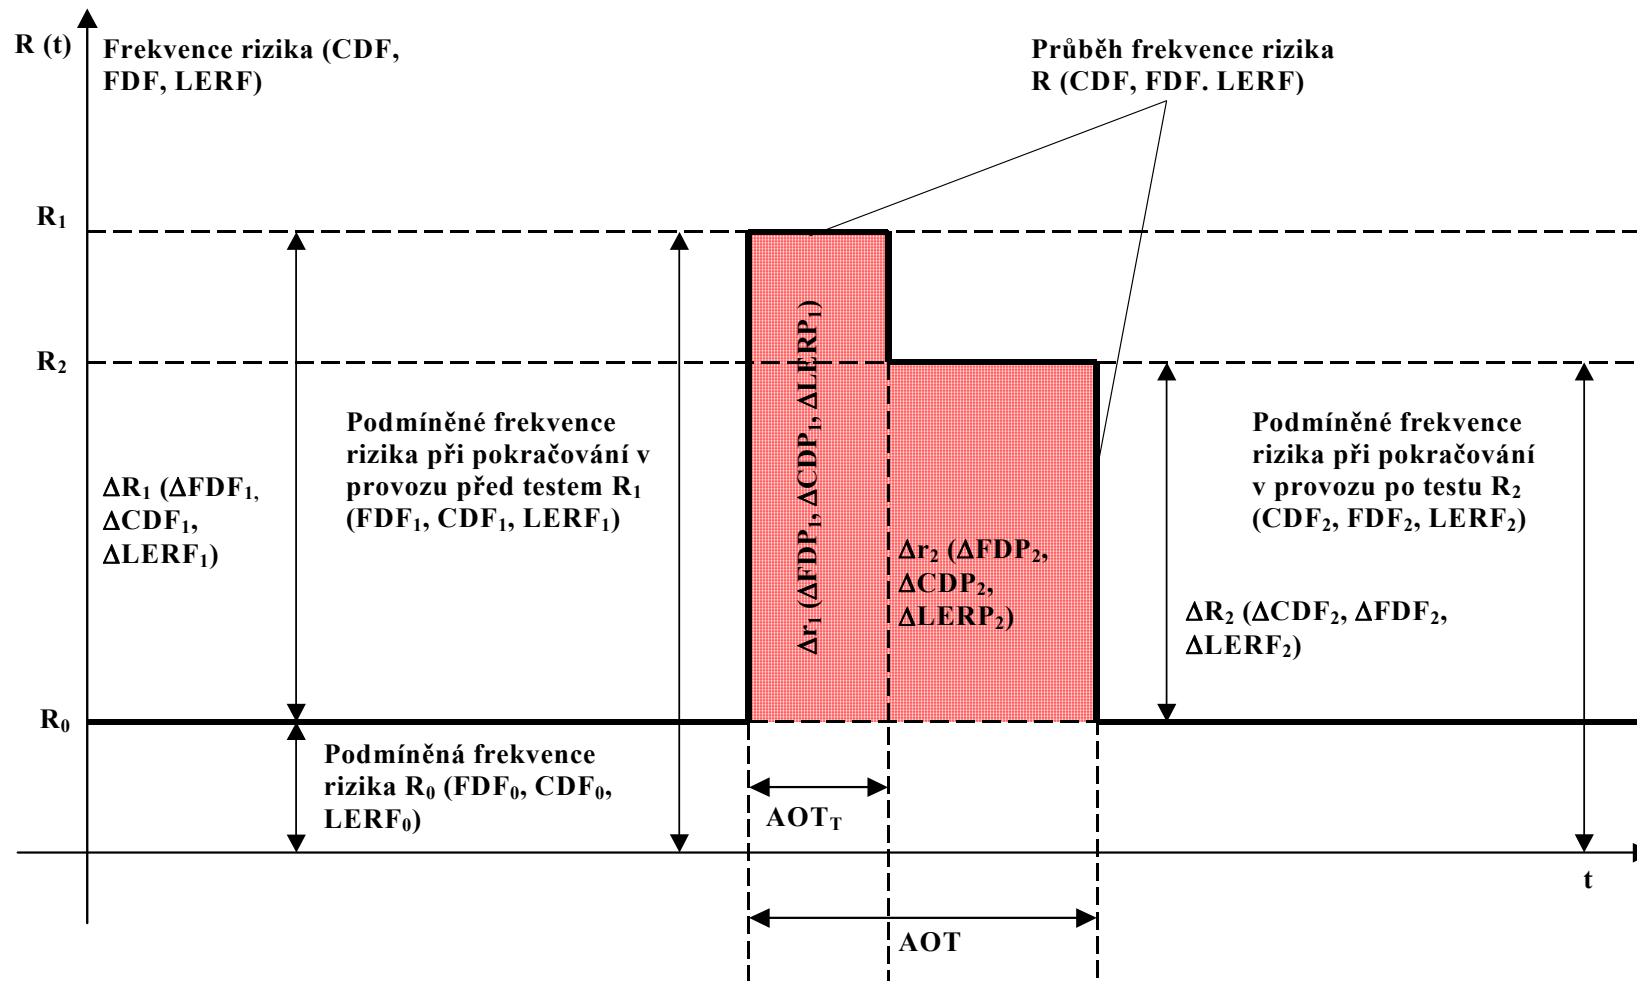 R (t)
Frekvence rizika (CDF,
FDF, LERF)
Průběh frekvence rizika
R (CDF, FDF. LERF)
R₁
R₂
Podmíněné frekvence
rizika při pokračování v
provozu před testem R₁
(FDF₁, CDF₁, LERF₁)
ΔR₁ (ΔFDF₁,
ΔCDF₁,
ΔLERF₁)
Δr₁ (ΔFDP₁, ΔCDP₁, ΔLERP₁)
Δr₂ (ΔFDP₂,
ΔCDP₂,
ΔLERP₂)
Podmíněné frekvence
rizika při pokračování
v provozu po testu R₂
(CDF₂, FDF₂, LERF₂)
ΔR₂ (ΔCDF₂, ΔFDF₂,
ΔLERF₂)
R₀
Podmíněná frekvence
rizika R₀ (FDF₀, CDF₀,
LERF₀)
AOT_T
t
AOT